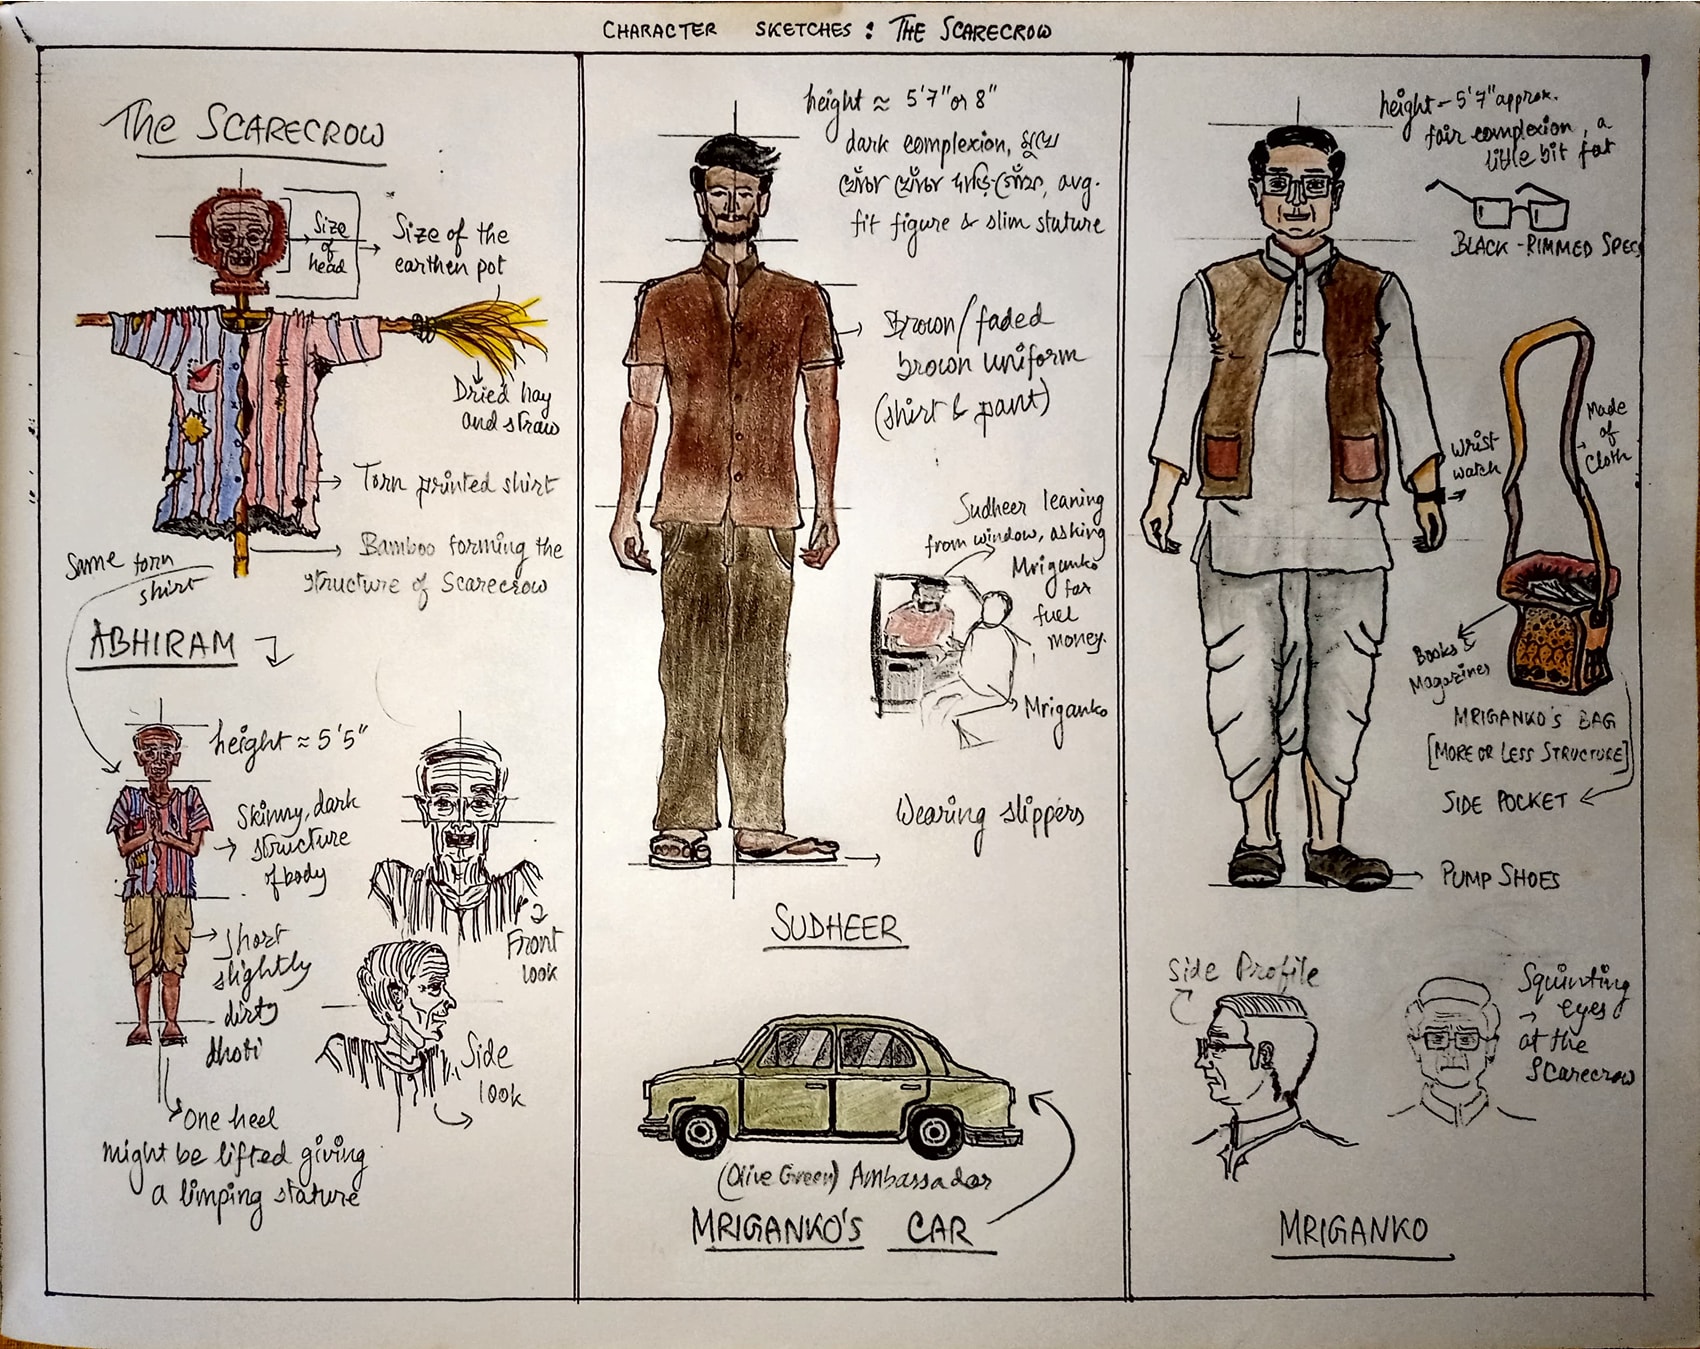 CHARACTER SKETCHES: THE SCARECROW
The SCARECROW
Size
of
head
Size of the
earthen pot
Dried hay
and straw
Torn printed shirt
Bamboo forming the
structure of Scarecrow
Same torn
shirt
ABHIRAM
height ≈ 5'5"
Skinny, dark
structure
of body
short
slightly
dirty
dhoti
One heel
might be lifted giving
a limping stature
Front
look
Side
look
height ≈ 5'7" or 8"
dark complexion, মুখে
খোঁচা খোঁচা দাড়ি-গোঁফ, avg.
fit figure & slim stature
Brown/faded
brown uniform
(shirt & pant)
Sudheer leaning
from window, asking
Mriganko
for
fuel
money.
Mriganko
Wearing slippers
SUDHEER
(Olive Green) Ambassador
MRIGANKO'S CAR
height - 5'7" approx.
fair complexion, a
little bit fat
BLACK-RIMMED SPECS
Wrist
watch
Made
of
Cloth
Books &
Magazines
MRIGANKO'S BAG
[MORE OR LESS STRUCTURE]
SIDE POCKET
PUMP SHOES
Side Profile
Squinting
eyes
at the
Scarecrow
MRIGANKO